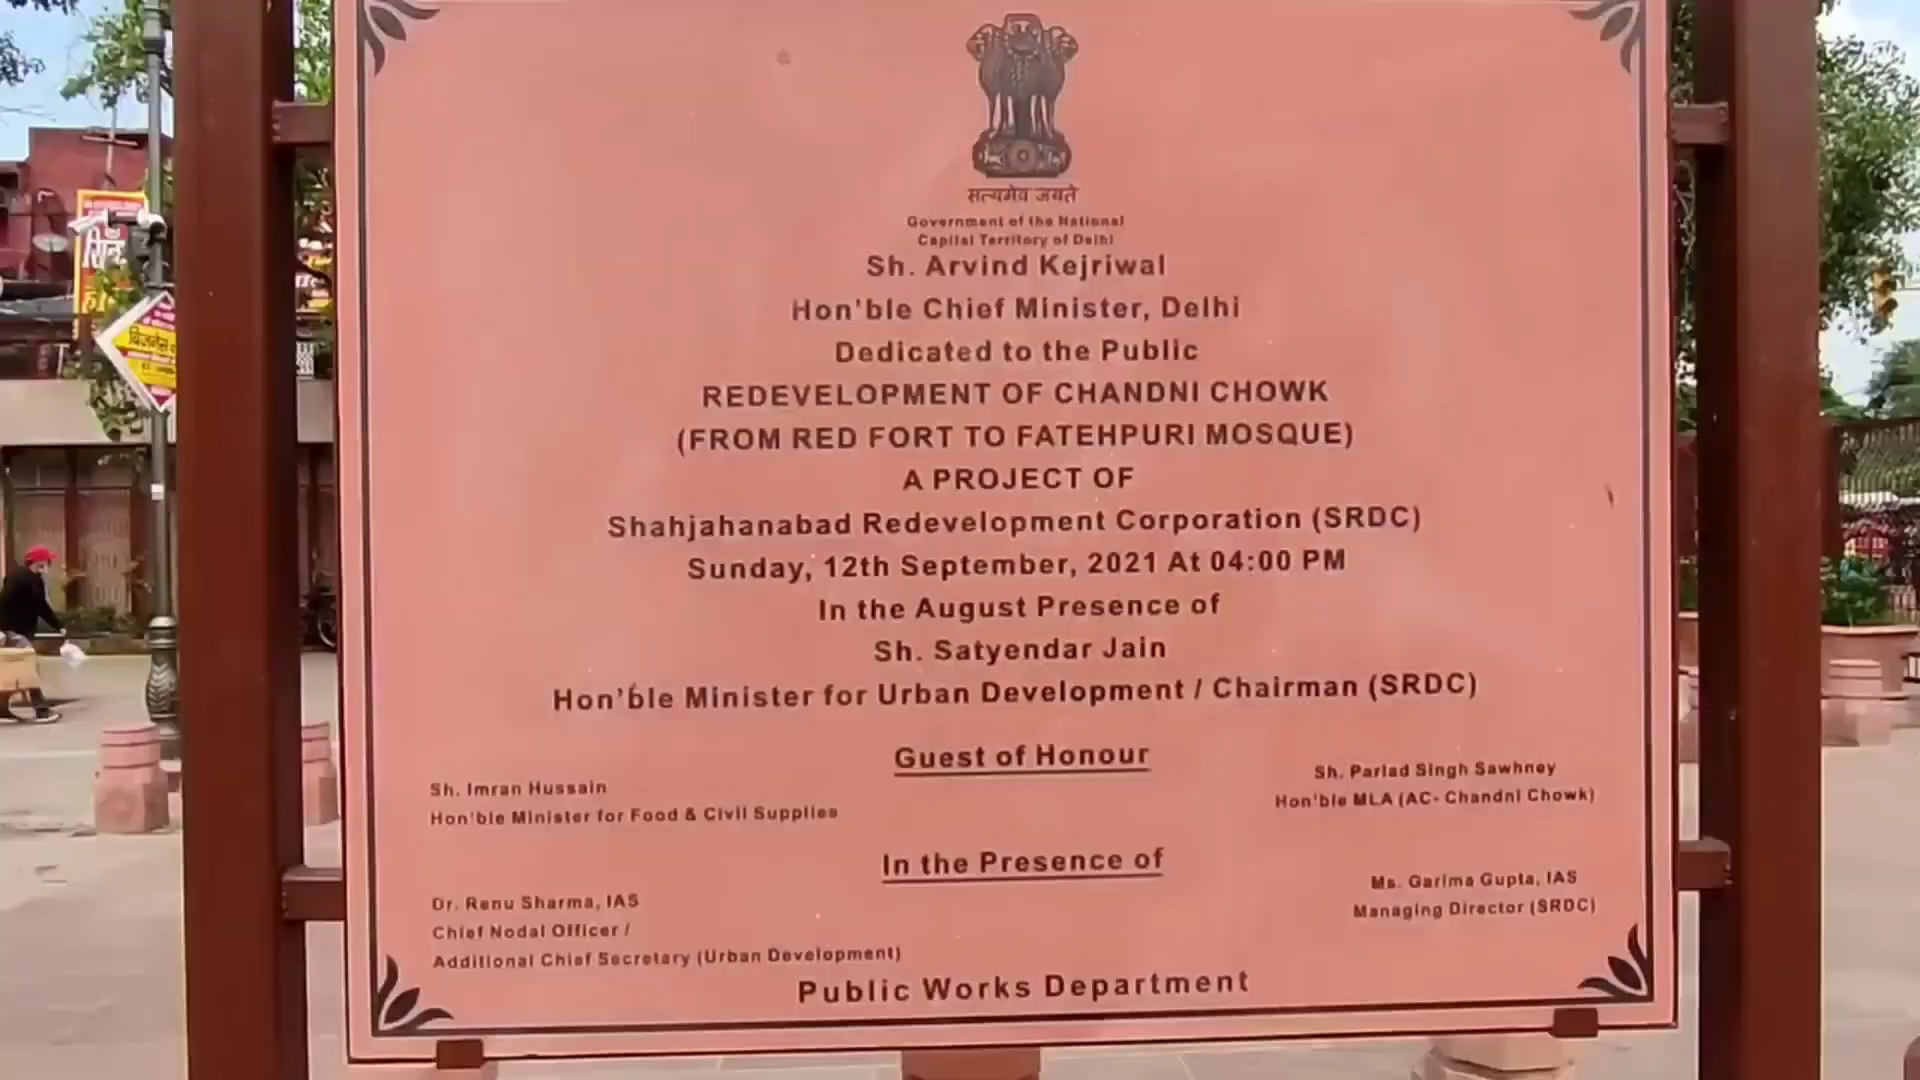 सत्यमेव जयते
Government of the National
Capital Territory of Delhi
Sh. Arvind Kejriwal
Hon'ble Chief Minister, Delhi
Dedicated to the Public
REDEVELOPMENT OF CHANDNI CHOWK
(FROM RED FORT TO FATEHPURI MOSQUE)
A PROJECT OF
Shahjahanabad Redevelopment Corporation (SRDC)
Sunday, 12th September, 2021 At 04:00 PM
In the August Presence of
Sh. Satyendar Jain
Hon'ble Minister for Urban Development / Chairman (SRDC)
Guest of Honour
Sh. Imran Hussain
Hon'ble Minister for Food & Civil Supplies
Sh. Parlad Singh Sawhney
Hon'ble MLA (AC- Chandni Chowk)
In the Presence of
Dr. Renu Sharma, IAS
Chief Nodal Officer /
Additional Chief Secretary (Urban Development)
Ms. Garima Gupta, IAS
Managing Director (SRDC)
Public Works Department